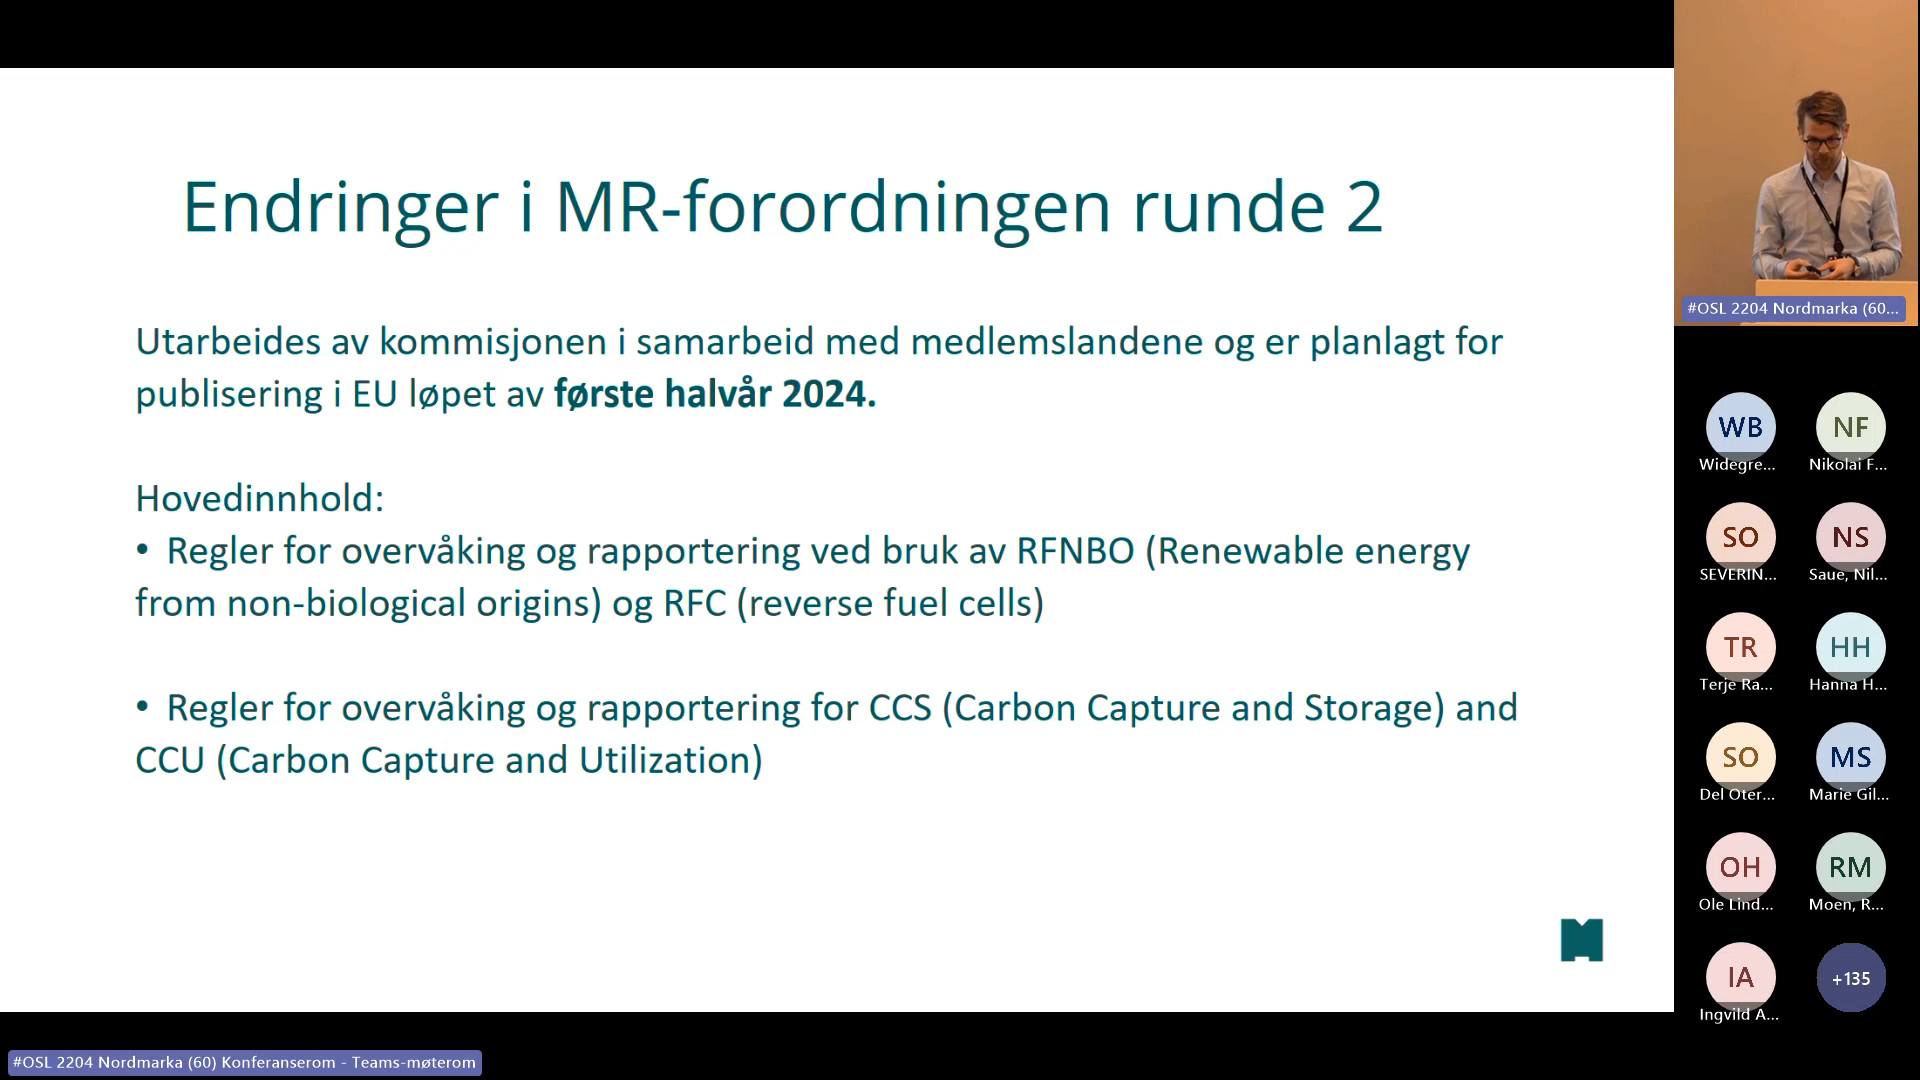 Endringer i MR-forordningen runde 2
Utarbeides av kommisjonen i samarbeid med medlemslandene og er planlagt for
publisering i EU løpet av første halvår 2024.
Hovedinnhold:
• Regler for overvåking og rapportering ved bruk av RFNBO (Renewable energy
from non-biological origins) og RFC (reverse fuel cells)
• Regler for overvåking og rapportering for CCS (Carbon Capture and Storage) and
CCU (Carbon Capture and Utilization)
#OSL 2204 Nordmarka (60) Konferanserom - Teams-møterom
#OSL 2204 Nordmarka (60...
WB
Widegre...
NF
Nikolai F...
SO
SEVERIN...
NS
Saue, Nil...
TR
Terje Ra...
HH
Hanna H...
SO
Del Oter...
MS
Marie Gil...
OH
Ole Lind...
RM
Moen, R...
IA
Ingvild A...
+135